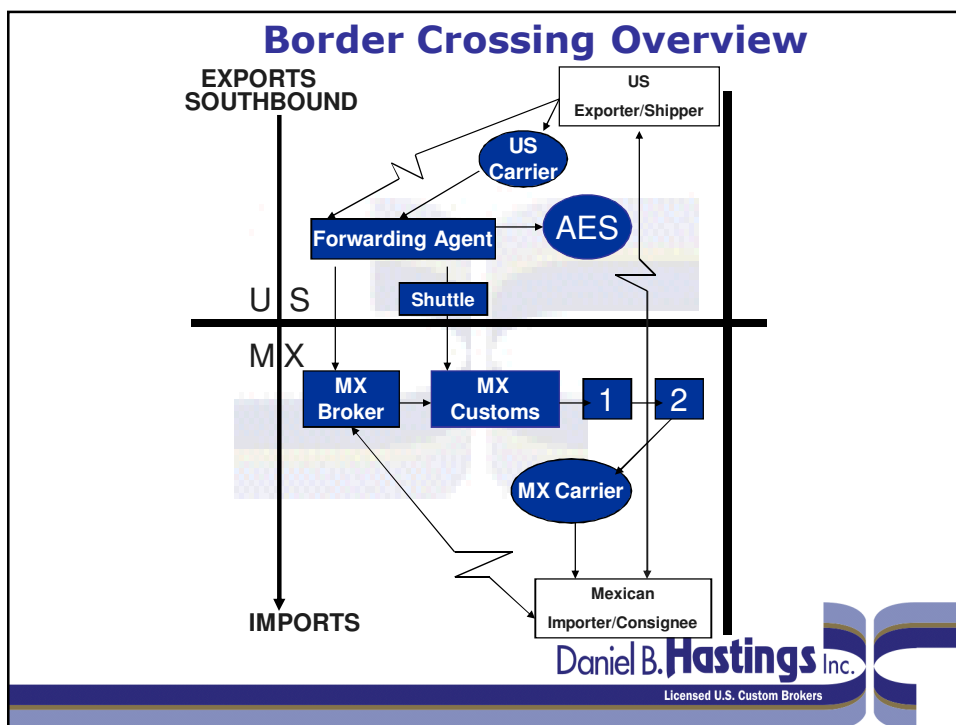 Border Crossing Overview
EXPORTS
SOUTHBOUND
US
Exporter/Shipper
US
Carrier
Forwarding Agent
AES
Shuttle
U S
MX
MX
Broker
MX
Customs
1
2
MX Carrier
Mexican
Importer/Consignee
IMPORTS
Daniel B. Hastings Inc.
Licensed U.S. Custom Brokers